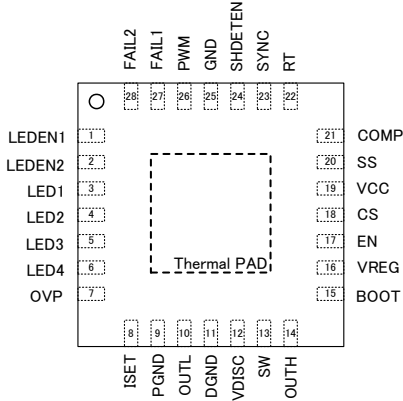 FAIL2
FAIL1
PWM
GND
SHDETEN
SYNC
RT
28
27
26
25
24
23
22
LEDEN1
1
21
COMP
LEDEN2
2
20
SS
LED1
3
19
VCC
LED2
4
18
CS
LED3
5
17
EN
LED4
6
Thermal PAD
16
VREG
OVP
7
15
BOOT
8
9
10
11
12
13
14
ISET
PGND
OUTL
DGND
VDISC
SW
OUTH